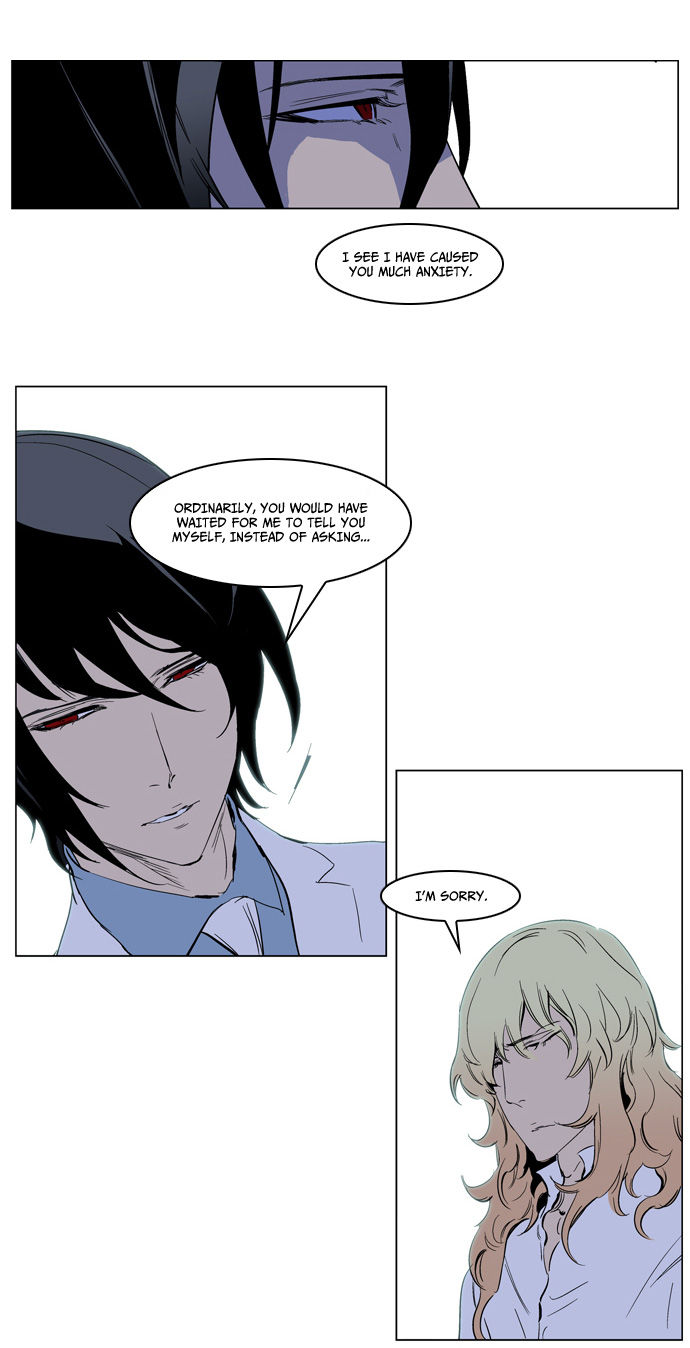 I SEE I HAVE CAUSED
YOU MUCH ANXIETY.
ORDINARILY, YOU WOULD HAVE
WAITED FOR ME TO TELL YOU
MYSELF, INSTEAD OF ASKING...
I'M SORRY.